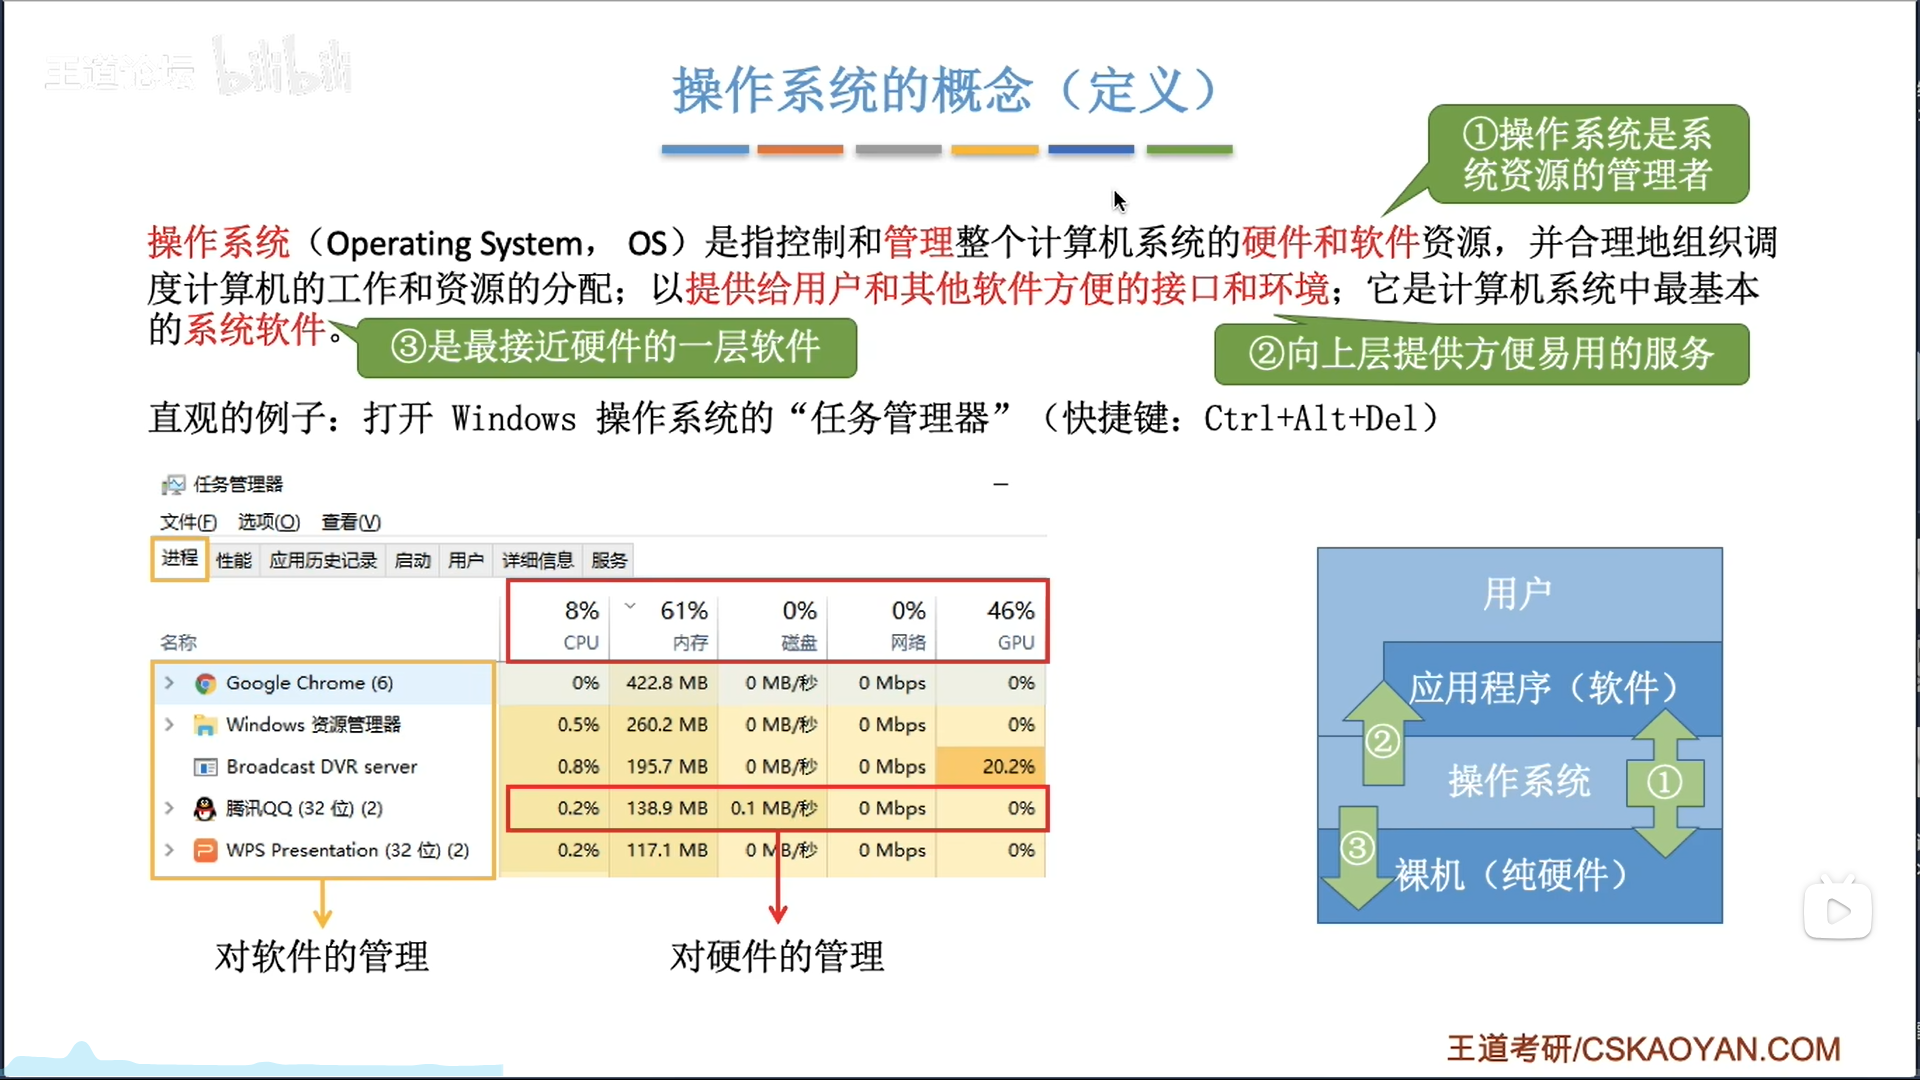 王道论坛 bilibili
操作系统的概念（定义）
①操作系统是系
统资源的管理者
操作系统（Operating System， OS）是指控制和管理整个计算机系统的硬件和软件资源，并合理地组织调
度计算机的工作和资源的分配；以提供给用户和其他软件方便的接口和环境；它是计算机系统中最基本
的系统软件。
③是最接近硬件的一层软件
②向上层提供方便易用的服务
直观的例子：打开 Windows 操作系统的“任务管理器”（快捷键：Ctrl+Alt+Del）
任务管理器
文件(F) 选项(O) 查看(V)
进程 性能 应用历史记录 启动 用户 详细信息 服务
8% 61% 0% 0% 46%
名称 CPU 内存 磁盘 网络 GPU
Google Chrome (6) 0% 422.8 MB 0 MB/秒 0 Mbps 0%
Windows 资源管理器 0.5% 260.2 MB 0 MB/秒 0 Mbps 0%
Broadcast DVR server 0.8% 195.7 MB 0 MB/秒 0 Mbps 20.2%
腾讯QQ (32 位) (2) 0.2% 138.9 MB 0.1 MB/秒 0 Mbps 0%
WPS Presentation (32 位) (2) 0.2% 117.1 MB 0 MB/秒 0 Mbps 0%
对软件的管理
对硬件的管理
用户
应用程序（软件）
②
操作系统
①
③
裸机（纯硬件）
王道考研/CSKAOYAN.COM